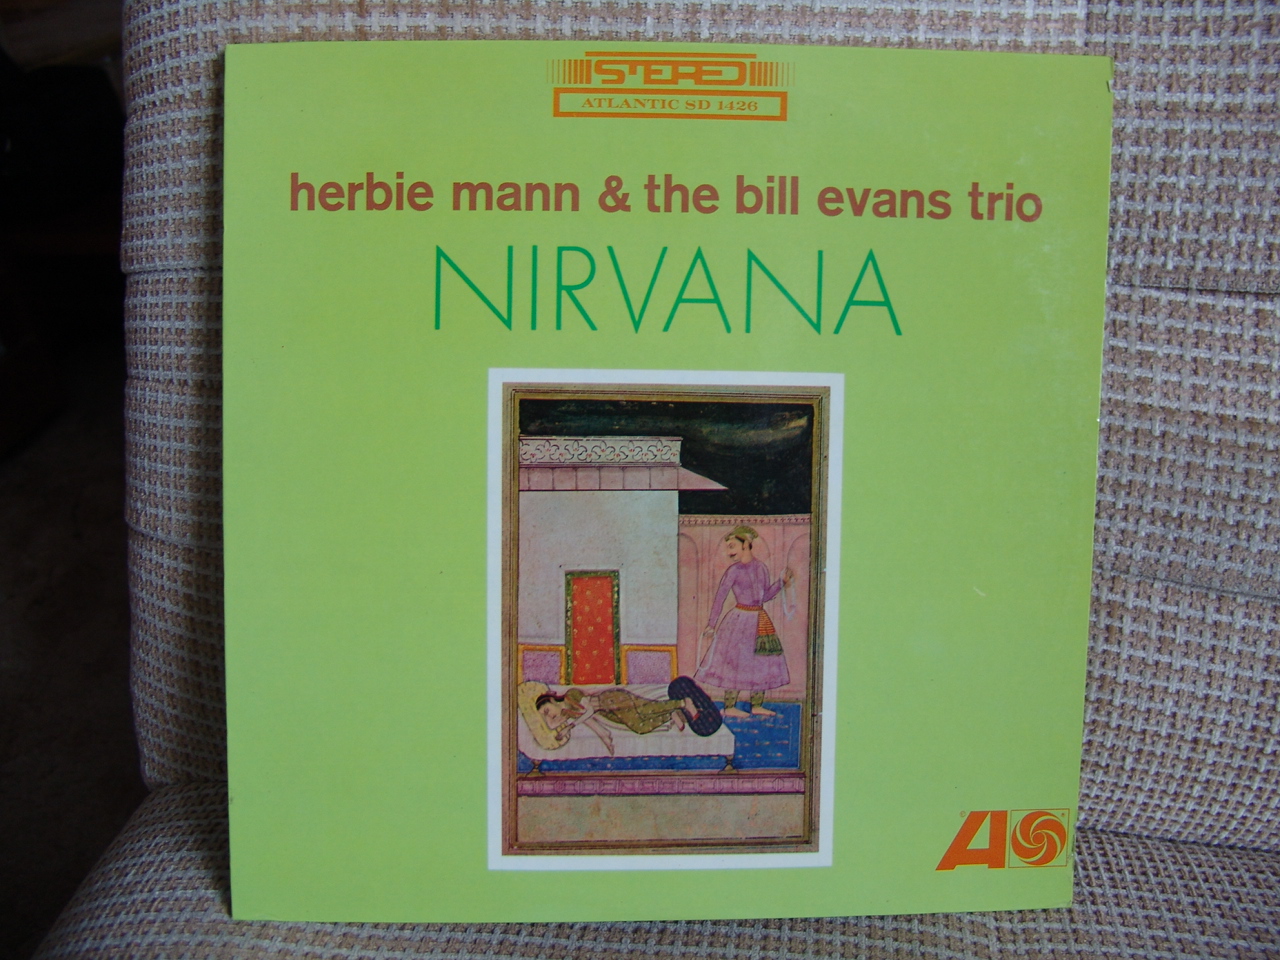 STEREO
ATLANTIC SD 1426
herbie mann & the bill evans trio
NIRVANA
A